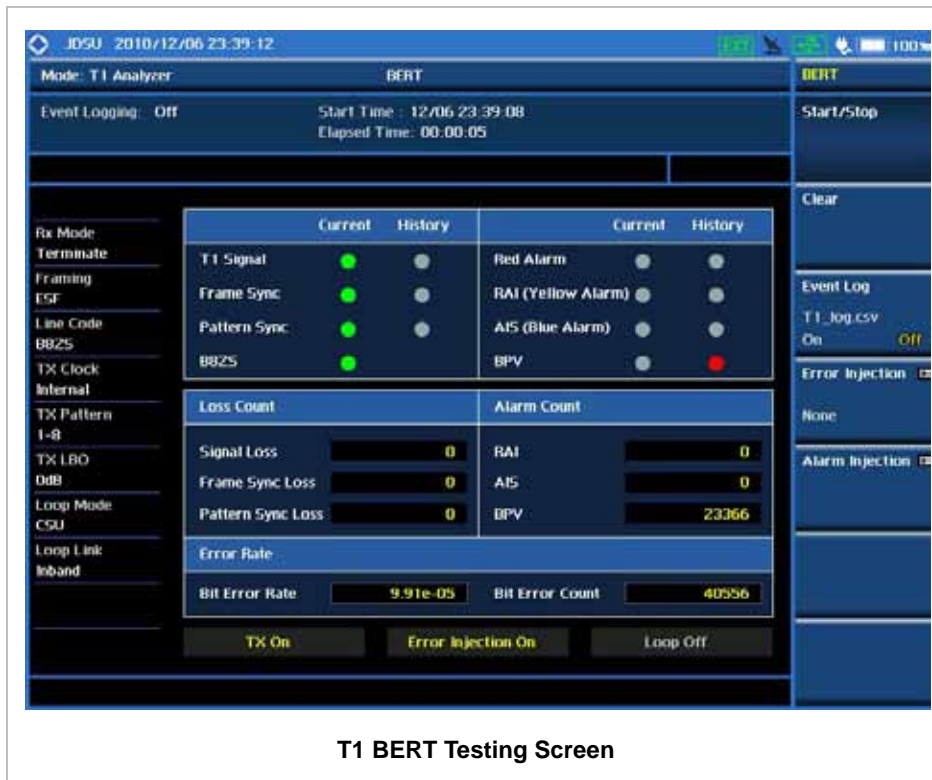 JDSU 2010/12/06 23:39:12
100%
Mode: T1 Analyzer BERT
Event Logging: Off
Start Time : 12/06 23:39:08
Elapsed Time: 00:00:05
Rx Mode
Terminate
Framing
ESF
Line Code
B8ZS
TX Clock
Internal
TX Pattern
1-8
TX LBO
0dB
Loop Mode
CSU
Loop Link
Inband
Current History
T1 Signal
Frame Sync
Pattern Sync
B8ZS
Current History
Red Alarm
RAI (Yellow Alarm)
AIS (Blue Alarm)
BPV
Loss Count
Signal Loss 0
Frame Sync Loss 0
Pattern Sync Loss 0
Alarm Count
RAI 0
AIS 0
BPV 23366
Error Rate
Bit Error Rate 9.91e-05
Bit Error Count 40556
TX On
Error Injection On
Loop Off
BERT
Start/Stop
Clear
Event Log
T1_log.csv
On Off
Error Injection
None
Alarm Injection
T1 BERT Testing Screen